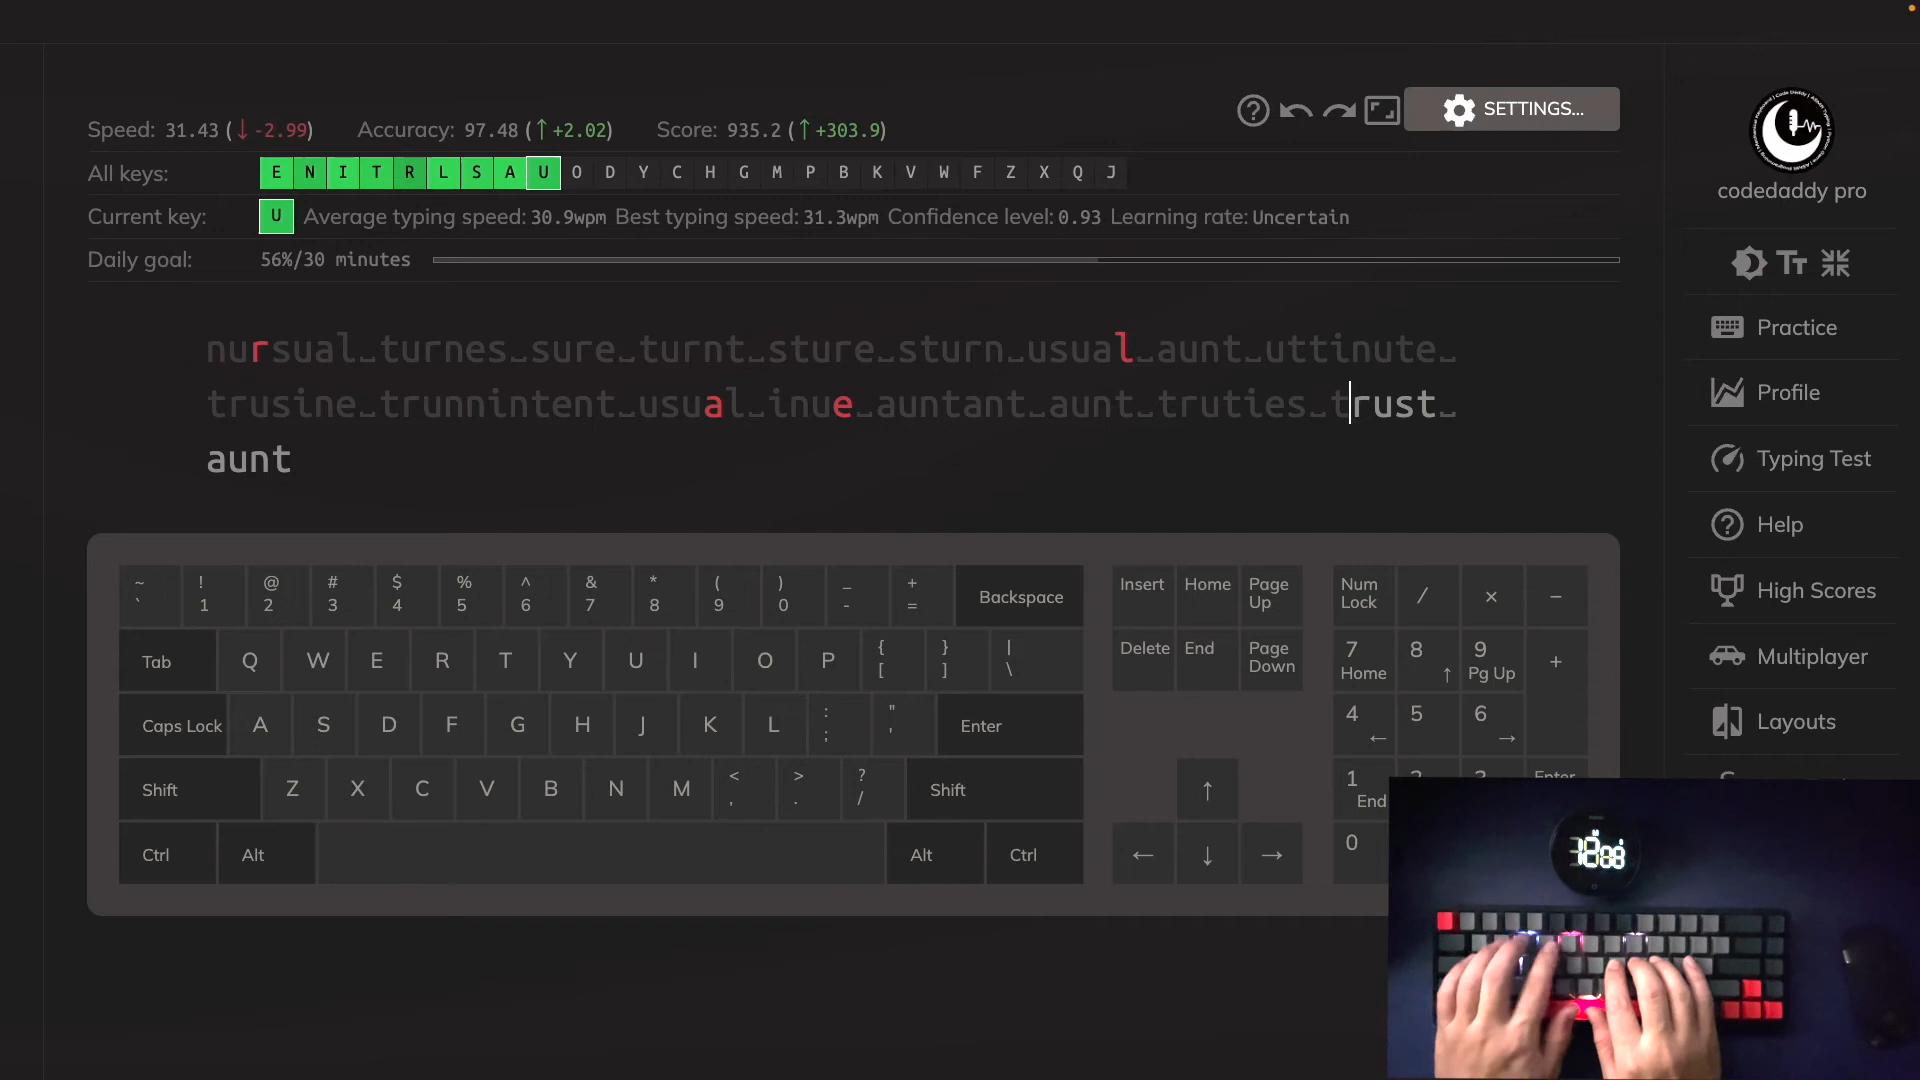 Speed: 31.43 (↓-2.99) Accuracy: 97.48 (↑+2.02) Score: 935.2 (↑+303.9)
SETTINGS...
All keys: E N I T R L S A U O D Y C H G M P B K V W F Z X Q J
Current key: U Average typing speed: 30.9wpm Best typing speed: 31.3wpm Confidence level: 0.93 Learning rate: Uncertain
Daily goal: 56%/30 minutes
nursual␣turnes␣sure␣turnt␣sture␣sturn␣usual␣aunt␣uttinute␣
trusine␣trunnintent␣usual␣inue␣auntant␣aunt␣truties␣trust␣
aunt
~ ! @ # $ % ^ & * ( ) _ +
` 1 2 3 4 5 6 7 8 9 0 - = Backspace
Tab Q W E R T Y U I O P { } |
[ ] \
Caps Lock A S D F G H J K L : " Enter
; '
Shift Z X C V B N M < > ? Shift
, . /
Ctrl Alt Alt Ctrl
Insert Home Page Up
Delete End Page Down
↑
← ↓ →
Num Lock / × −
7 Home 8 ↑ 9 Pg Up +
4 ← 5 6 →
1 End
0
codedaddy pro
Tт
Practice
Profile
Typing Test
Help
High Scores
Multiplayer
Layouts